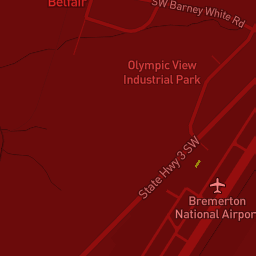 Belfair
SW Barney White Rd
Olympic View
Industrial Park
State Hwy 3 SW
Bremerton
National Airport